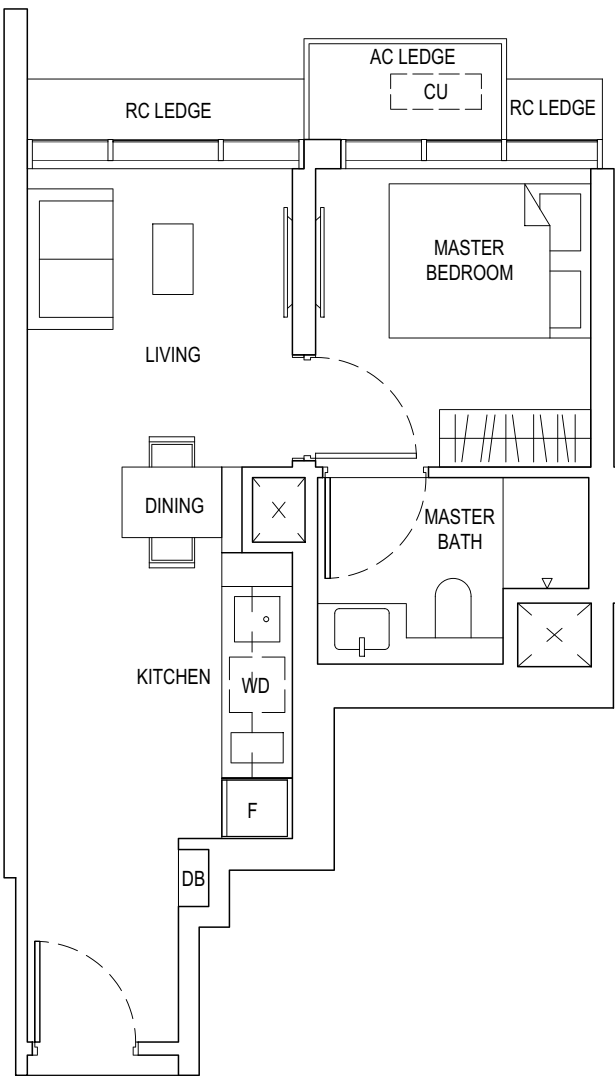 AC LEDGE
CU
RC LEDGE
RC LEDGE
MASTER
BEDROOM
LIVING
DINING
MASTER
BATH
KITCHEN
WD
F
DB